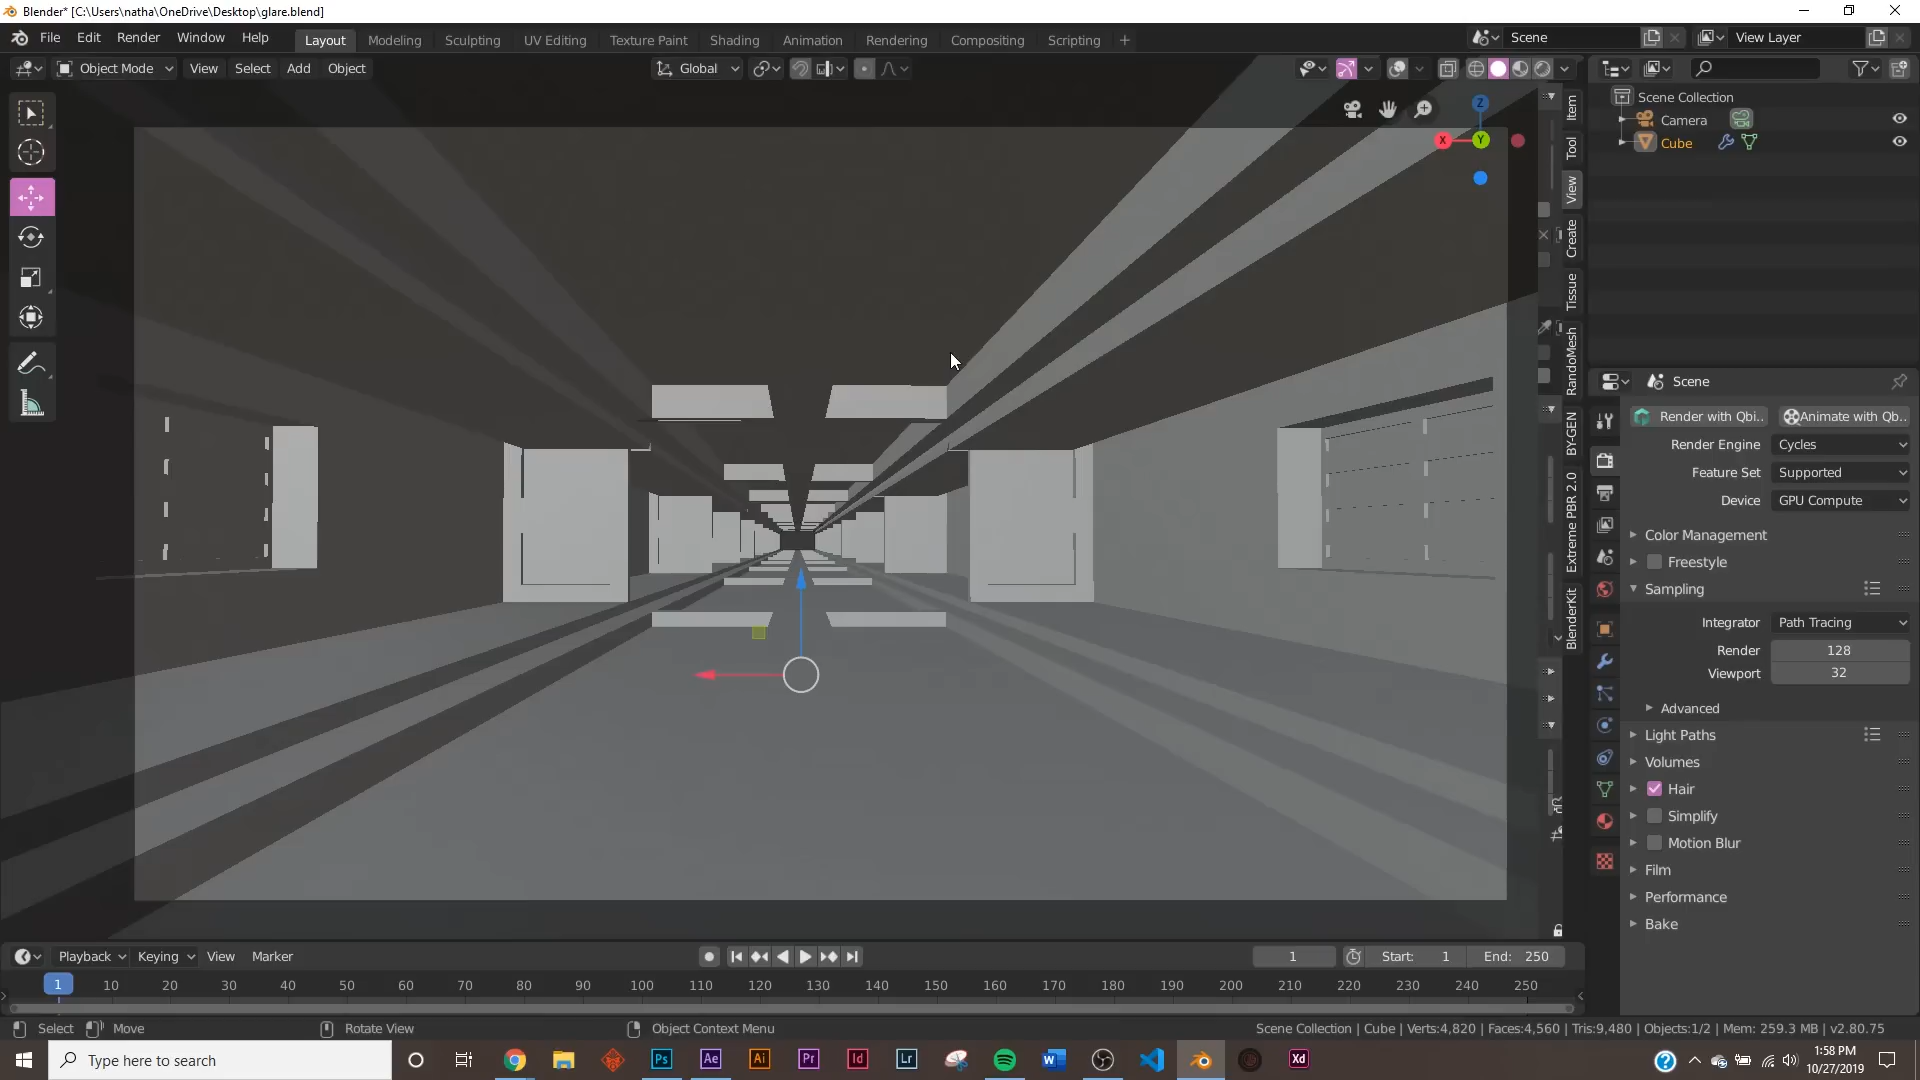 Blender* [C:\Users\natha\OneDrive\Desktop\glare.blend]
File Edit Render Window Help Layout Modeling Sculpting UV Editing Texture Paint Shading Animation Rendering Compositing Scripting + Scene View Layer
Object Mode View Select Add Object Global
Item
Tool
View
Create
Tissue
RandoMesh
BY-GEN
Extreme PBR 2.0
BlenderKit
Z
X
Y
Scene Collection
Camera
Cube
Scene
Render with Qbi.. Animate with Qb..
Render Engine Cycles
Feature Set Supported
Device GPU Compute
Color Management
Freestyle
Sampling
Integrator Path Tracing
Render 128
Viewport 32
Advanced
Light Paths
Volumes
Hair
Simplify
Motion Blur
Film
Performance
Bake
Playback Keying View Marker 1 Start: 1 End: 250
1 10 20 30 40 50 60 70 80 90 100 110 120 130 140 150 160 170 180 190 200 210 220 230 240 250
Select Move Rotate View Object Context Menu Scene Collection | Cube | Verts:4,820 | Faces:4,560 | Tris:9,480 | Objects:1/2 | Mem: 259.3 MB | v2.80.75
Type here to search Ps Ae Ai Pr Id Lr W Xd ? 1:58 PM
10/27/2019